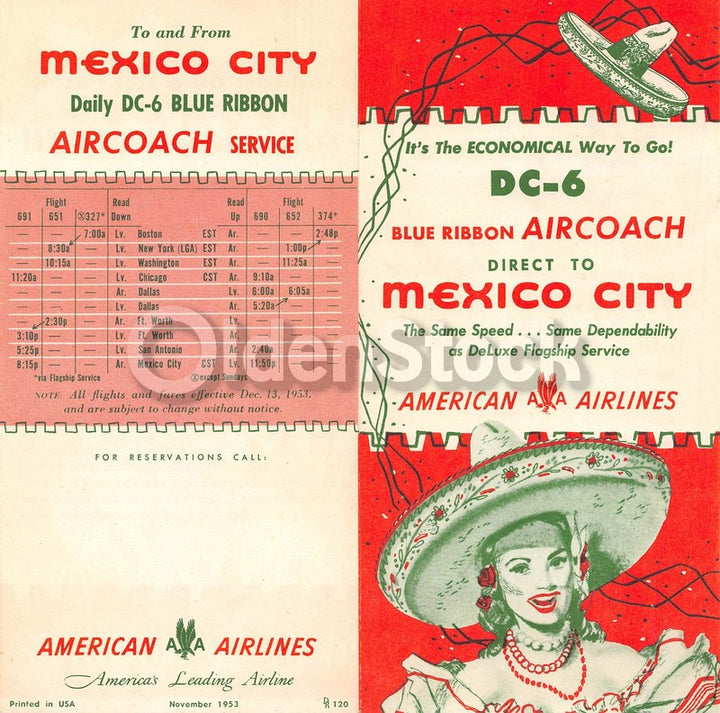 To and From
MEXICO CITY
Daily DC-6 BLUE RIBBON
AIRCOACH SERVICE
Flight Read Read Flight
691 651 ⓧ327* Down Up 690 652 374*
— — 7:00a Lv. Boston EST Ar. — — 2:48p
— 8:30a — Lv. New York (LGA) EST Ar. — 1:00p —
— 10:15a — Lv. Washington EST Ar. — 11:25a —
11:20a — — Lv. Chicago CST Ar. 9:10a — —
— — — Ar. Dallas Lv. 6:00a 6:05a —
— — — Lv. Dallas Ar. 5:20a — —
— 2:30p — Ar. Ft. Worth Lv. — — —
3:10p — — Lv. Ft. Worth Ar. — — —
5:25p — — Lv. San Antonio Ar. 2:40a — —
8:15p — — Ar. Mexico City CST Lv. 11:50p — —
*via Flagship Service ⓧexcept Sundays
NOTE: All flights and fares effective Dec. 13, 1953,
and are subject to change without notice.
FOR RESERVATIONS CALL:
AMERICAN AA AIRLINES
America's Leading Airline
Printed in USA November 1953 DR 120
It's The ECONOMICAL Way To Go!
DC-6
BLUE RIBBON AIRCOACH
DIRECT TO
MEXICO CITY
The Same Speed . . . Same Dependability
as DeLuxe Flagship Service
AMERICAN AA AIRLINES
OldenStock